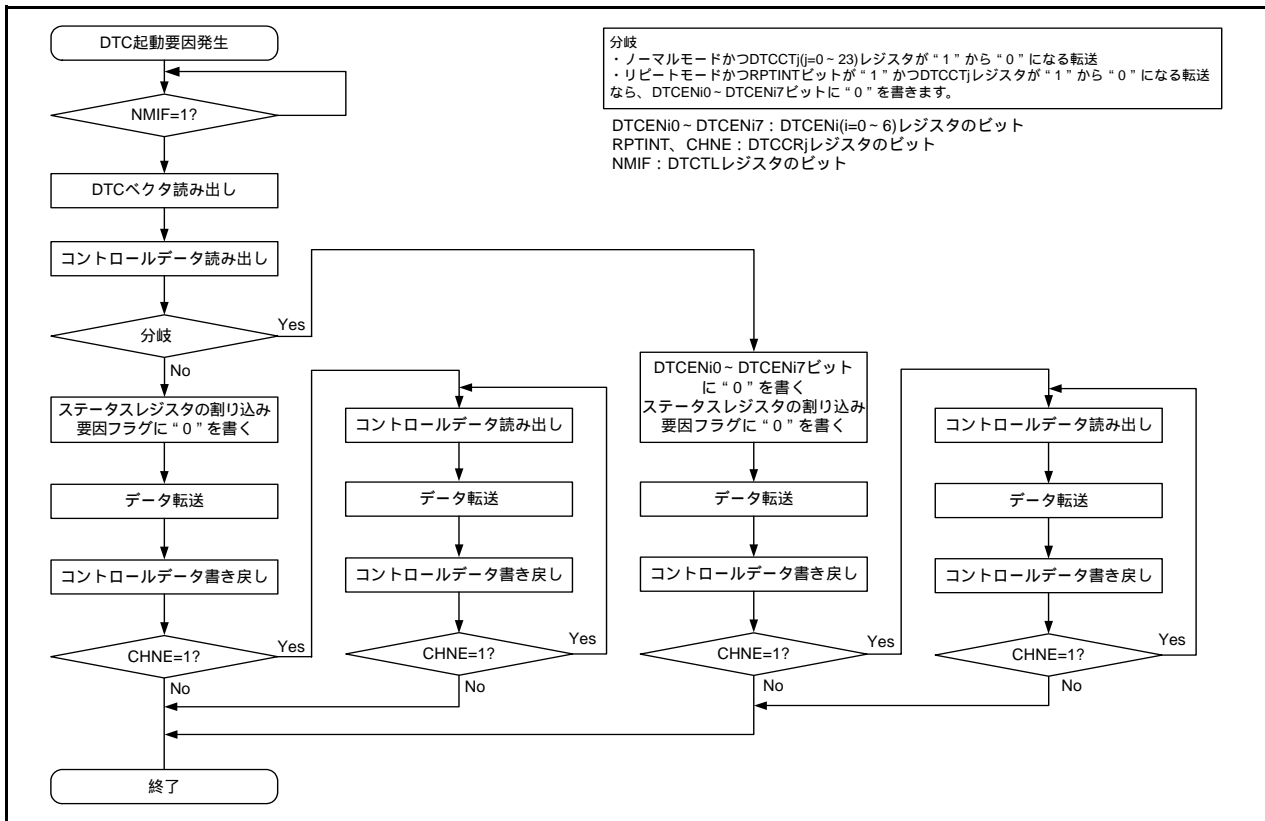 DTC起動要因発生
NMIF=1?
DTCベクタ読み出し
コントロールデータ読み出し
分岐
Yes
No
ステータスレジスタの割り込み
要因フラグに“0”を書く
データ転送
コントロールデータ書き戻し
CHNE=1?
Yes
No
コントロールデータ読み出し
データ転送
コントロールデータ書き戻し
CHNE=1?
Yes
No
DTCENi0~DTCENi7ビット
に“0”を書く
ステータスレジスタの割り込み
要因フラグに“0”を書く
データ転送
コントロールデータ書き戻し
CHNE=1?
Yes
No
コントロールデータ読み出し
データ転送
コントロールデータ書き戻し
CHNE=1?
Yes
No
終了
分岐
・ノーマルモードかつDTCCTj(j=0~23)レジスタが“1”から“0”になる転送
・リピートモードかつRPTINTビットが“1”かつDTCCTjレジスタが“1”から“0”になる転送
なら、DTCENi0~DTCENi7ビットに“0”を書きます。
DTCENi0~DTCENi7:DTCENi(i=0~6)レジスタのビット
RPTINT、CHNE:DTCCRjレジスタのビット
NMIF:DTCTLレジスタのビット